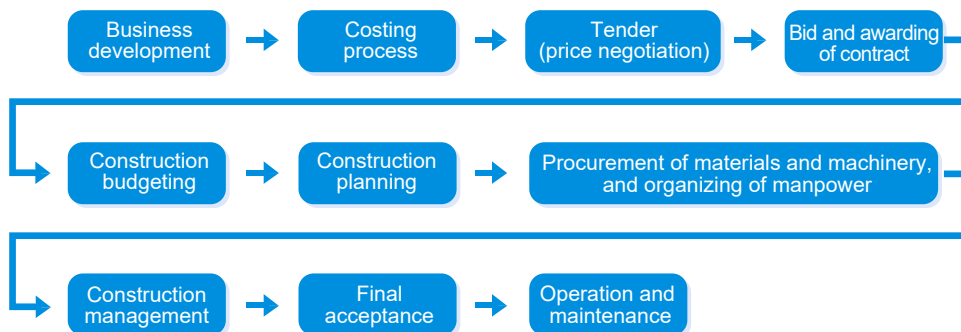 Business
development
Costing
process
Tender
(price negotiation)
Bid and awarding
of contract
Construction
budgeting
Construction
planning
Procurement of materials and machinery,
and organizing of manpower
Construction
management
Final
acceptance
Operation and
maintenance